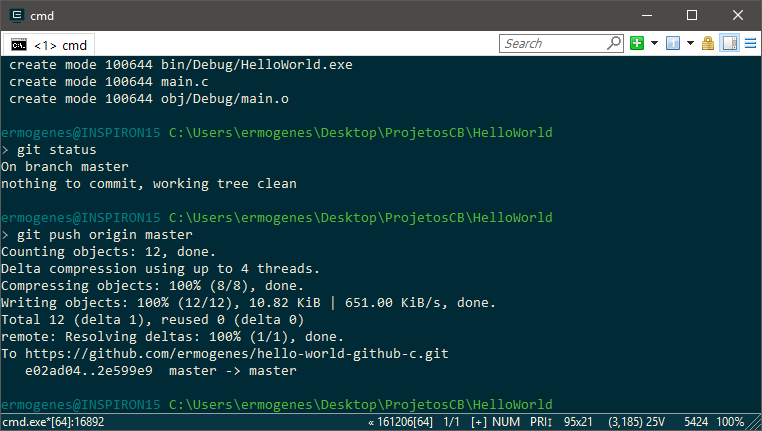 cmd
<1> cmd
Search
create mode 100644 bin/Debug/HelloWorld.exe
create mode 100644 main.c
create mode 100644 obj/Debug/main.o
ermogenes@INSPIRON15 C:\Users\ermogenes\Desktop\ProjetosCB\HelloWorld
> git status
On branch master
nothing to commit, working tree clean
ermogenes@INSPIRON15 C:\Users\ermogenes\Desktop\ProjetosCB\HelloWorld
> git push origin master
Counting objects: 12, done.
Delta compression using up to 4 threads.
Compressing objects: 100% (8/8), done.
Writing objects: 100% (12/12), 10.82 KiB | 651.00 KiB/s, done.
Total 12 (delta 1), reused 0 (delta 0)
remote: Resolving deltas: 100% (1/1), done.
To https://github.com/ermogenes/hello-world-github-c.git
e02ad04..2e599e9  master -> master
ermogenes@INSPIRON15 C:\Users\ermogenes\Desktop\ProjetosCB\HelloWorld
cmd.exe*[64]:16892 « 161206[64] 1/1 [+] NUM PRI↕ 95x21 (3,185) 25V 5424 100%